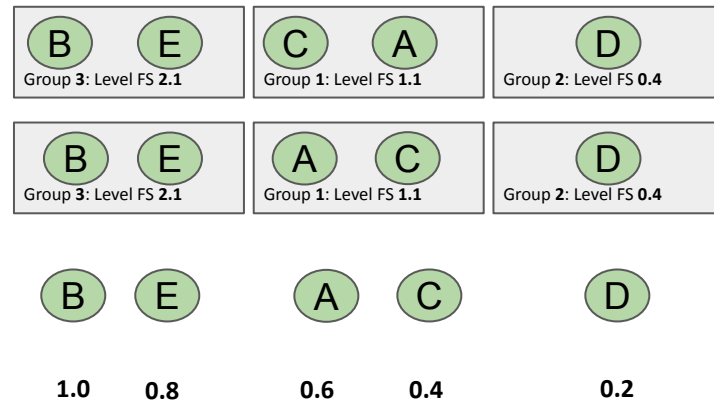 B E C A D
Group 3: Level FS 2.1 Group 1: Level FS 1.1 Group 2: Level FS 0.4
B E A C D
Group 3: Level FS 2.1 Group 1: Level FS 1.1 Group 2: Level FS 0.4
B E A C D
1.0 0.8 0.6 0.4 0.2